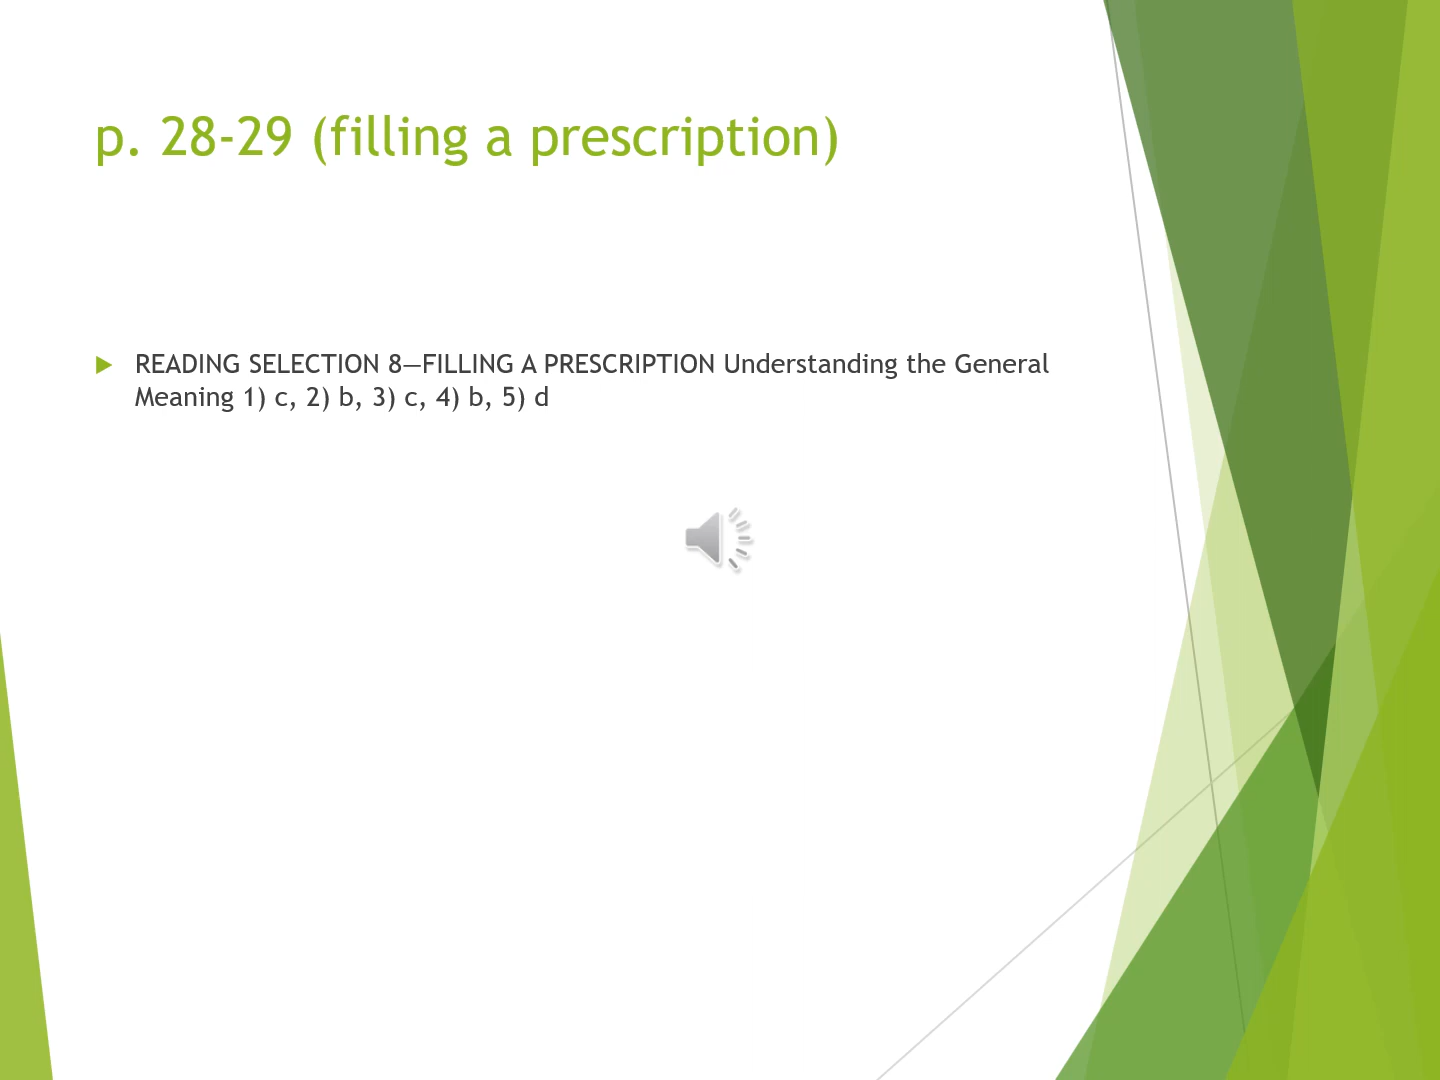 p. 28-29 (filling a prescription)
READING SELECTION 8—FILLING A PRESCRIPTION Understanding the General
Meaning 1) c, 2) b, 3) c, 4) b, 5) d